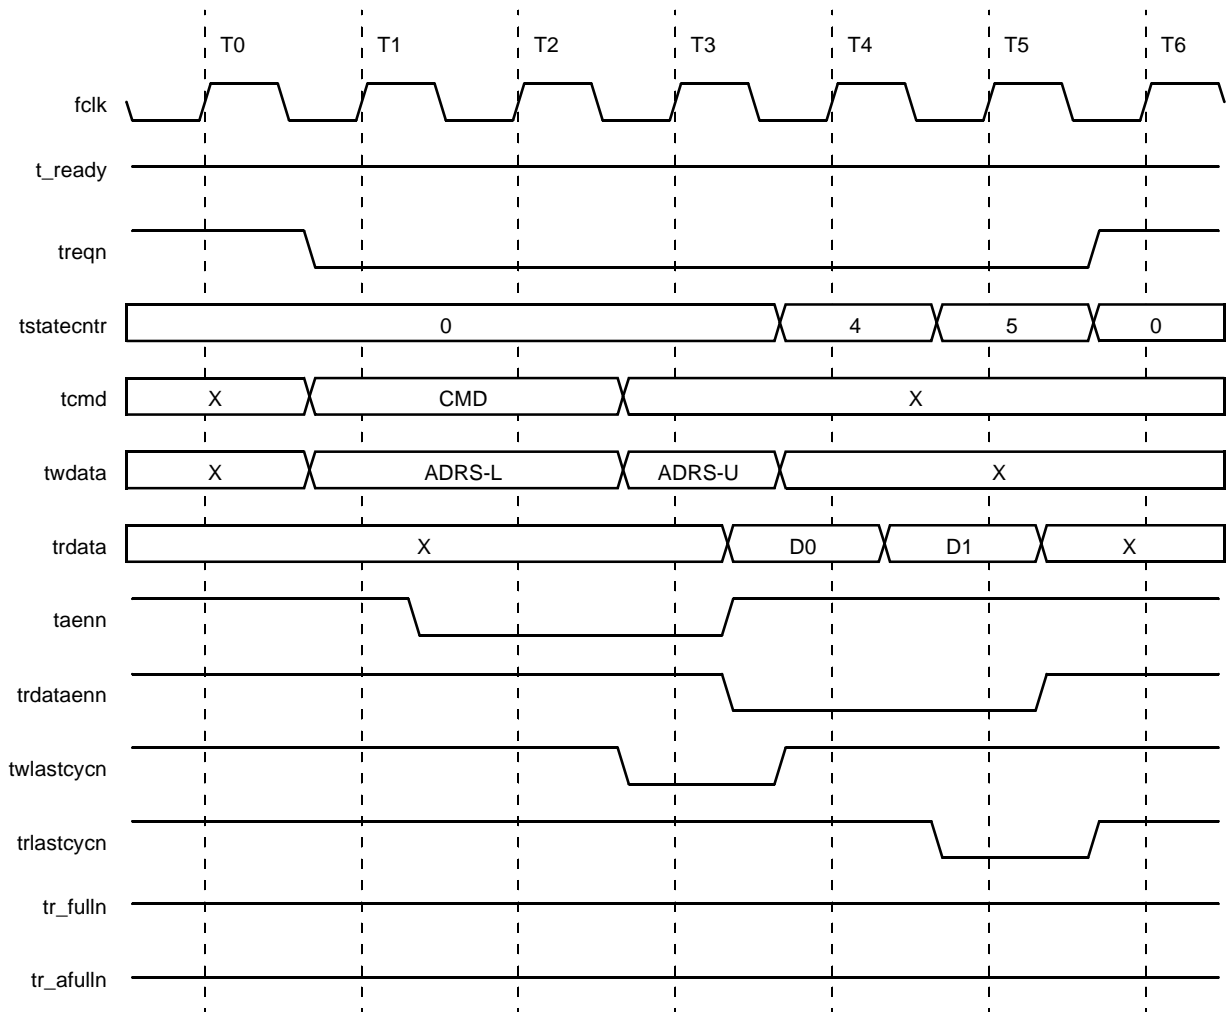 T0 T1 T2 T3 T4 T5 T6
fclk
t_ready
treqn
tstatecntr 0 4 5 0
tcmd X CMD X
twdata X ADRS-L ADRS-U X
trdata X D0 D1 X
taenn
trdataenn
twlastcycn
trlastcycn
tr_fulln
tr_afulln